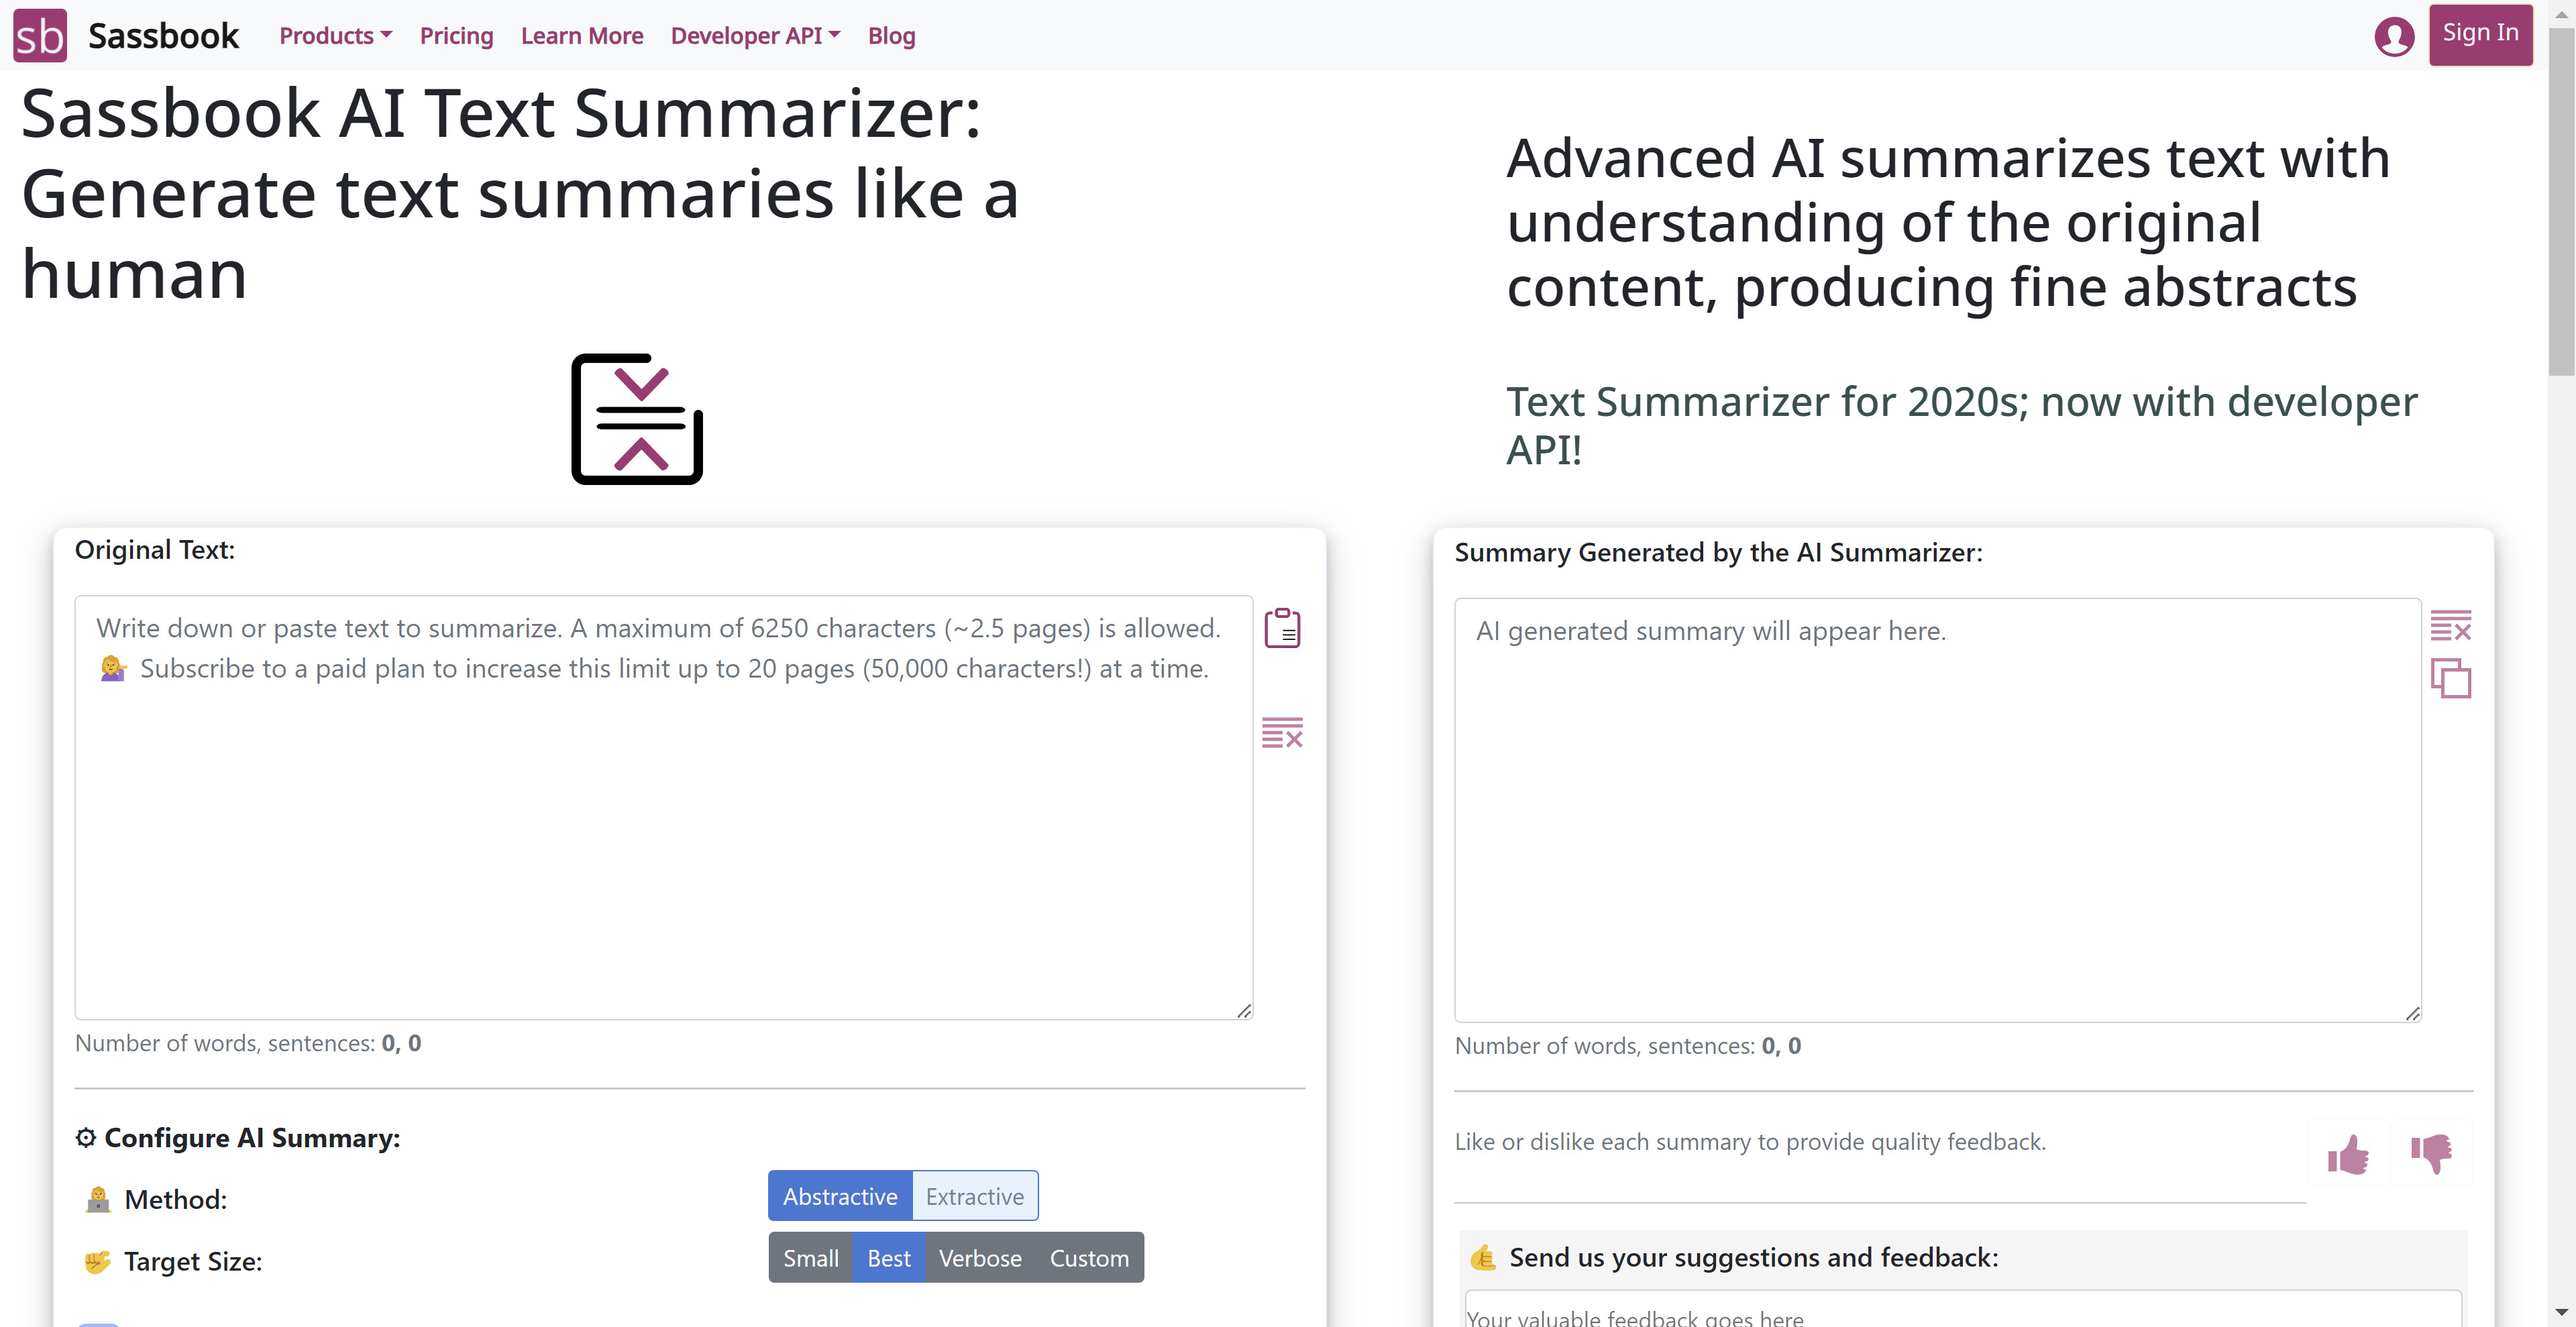 sb Sassbook Products Pricing Learn More Developer API Blog Sign In
Sassbook AI Text Summarizer:
Generate text summaries like a
human
Advanced AI summarizes text with
understanding of the original
content, producing fine abstracts
Text Summarizer for 2020s; now with developer
API!
Original Text:
Write down or paste text to summarize. A maximum of 6250 characters (~2.5 pages) is allowed.
💁 Subscribe to a paid plan to increase this limit up to 20 pages (50,000 characters!) at a time.
Number of words, sentences: 0, 0
⚙ Configure AI Summary:
Method:
Abstractive Extractive
Target Size:
Small Best Verbose Custom
Summary Generated by the AI Summarizer:
AI generated summary will appear here.
Number of words, sentences: 0, 0
Like or dislike each summary to provide quality feedback.
Send us your suggestions and feedback:
Your valuable feedback goes here